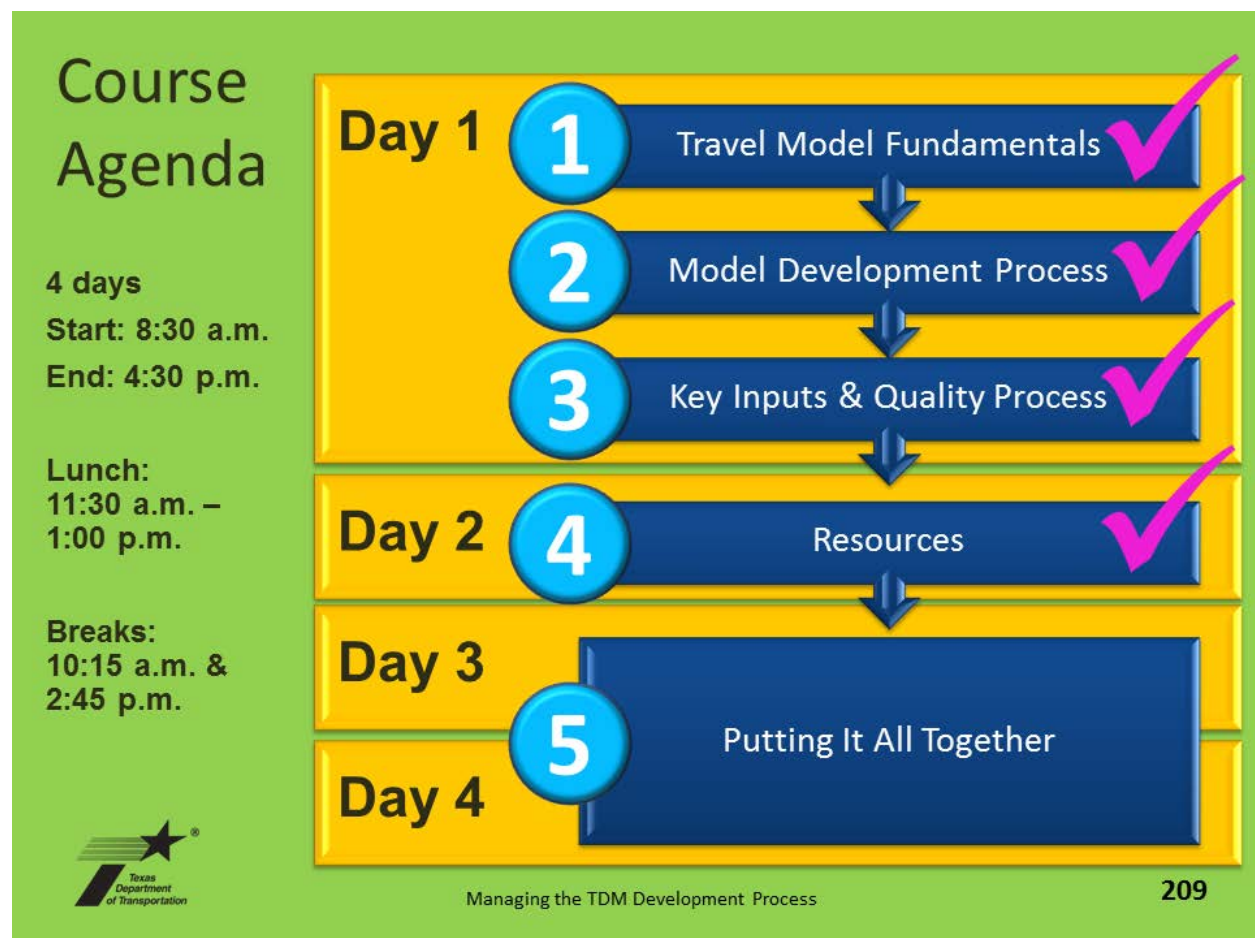 Course
Agenda
4 days
Start: 8:30 a.m.
End: 4:30 p.m.
Lunch:
11:30 a.m. –
1:00 p.m.
Breaks:
10:15 a.m. &
2:45 p.m.
Day 1
1
Travel Model Fundamentals
2
Model Development Process
3
Key Inputs & Quality Process
Day 2
4
Resources
Day 3
5
Putting It All Together
Day 4
®
Texas
Department
of Transportation
Managing the TDM Development Process
209